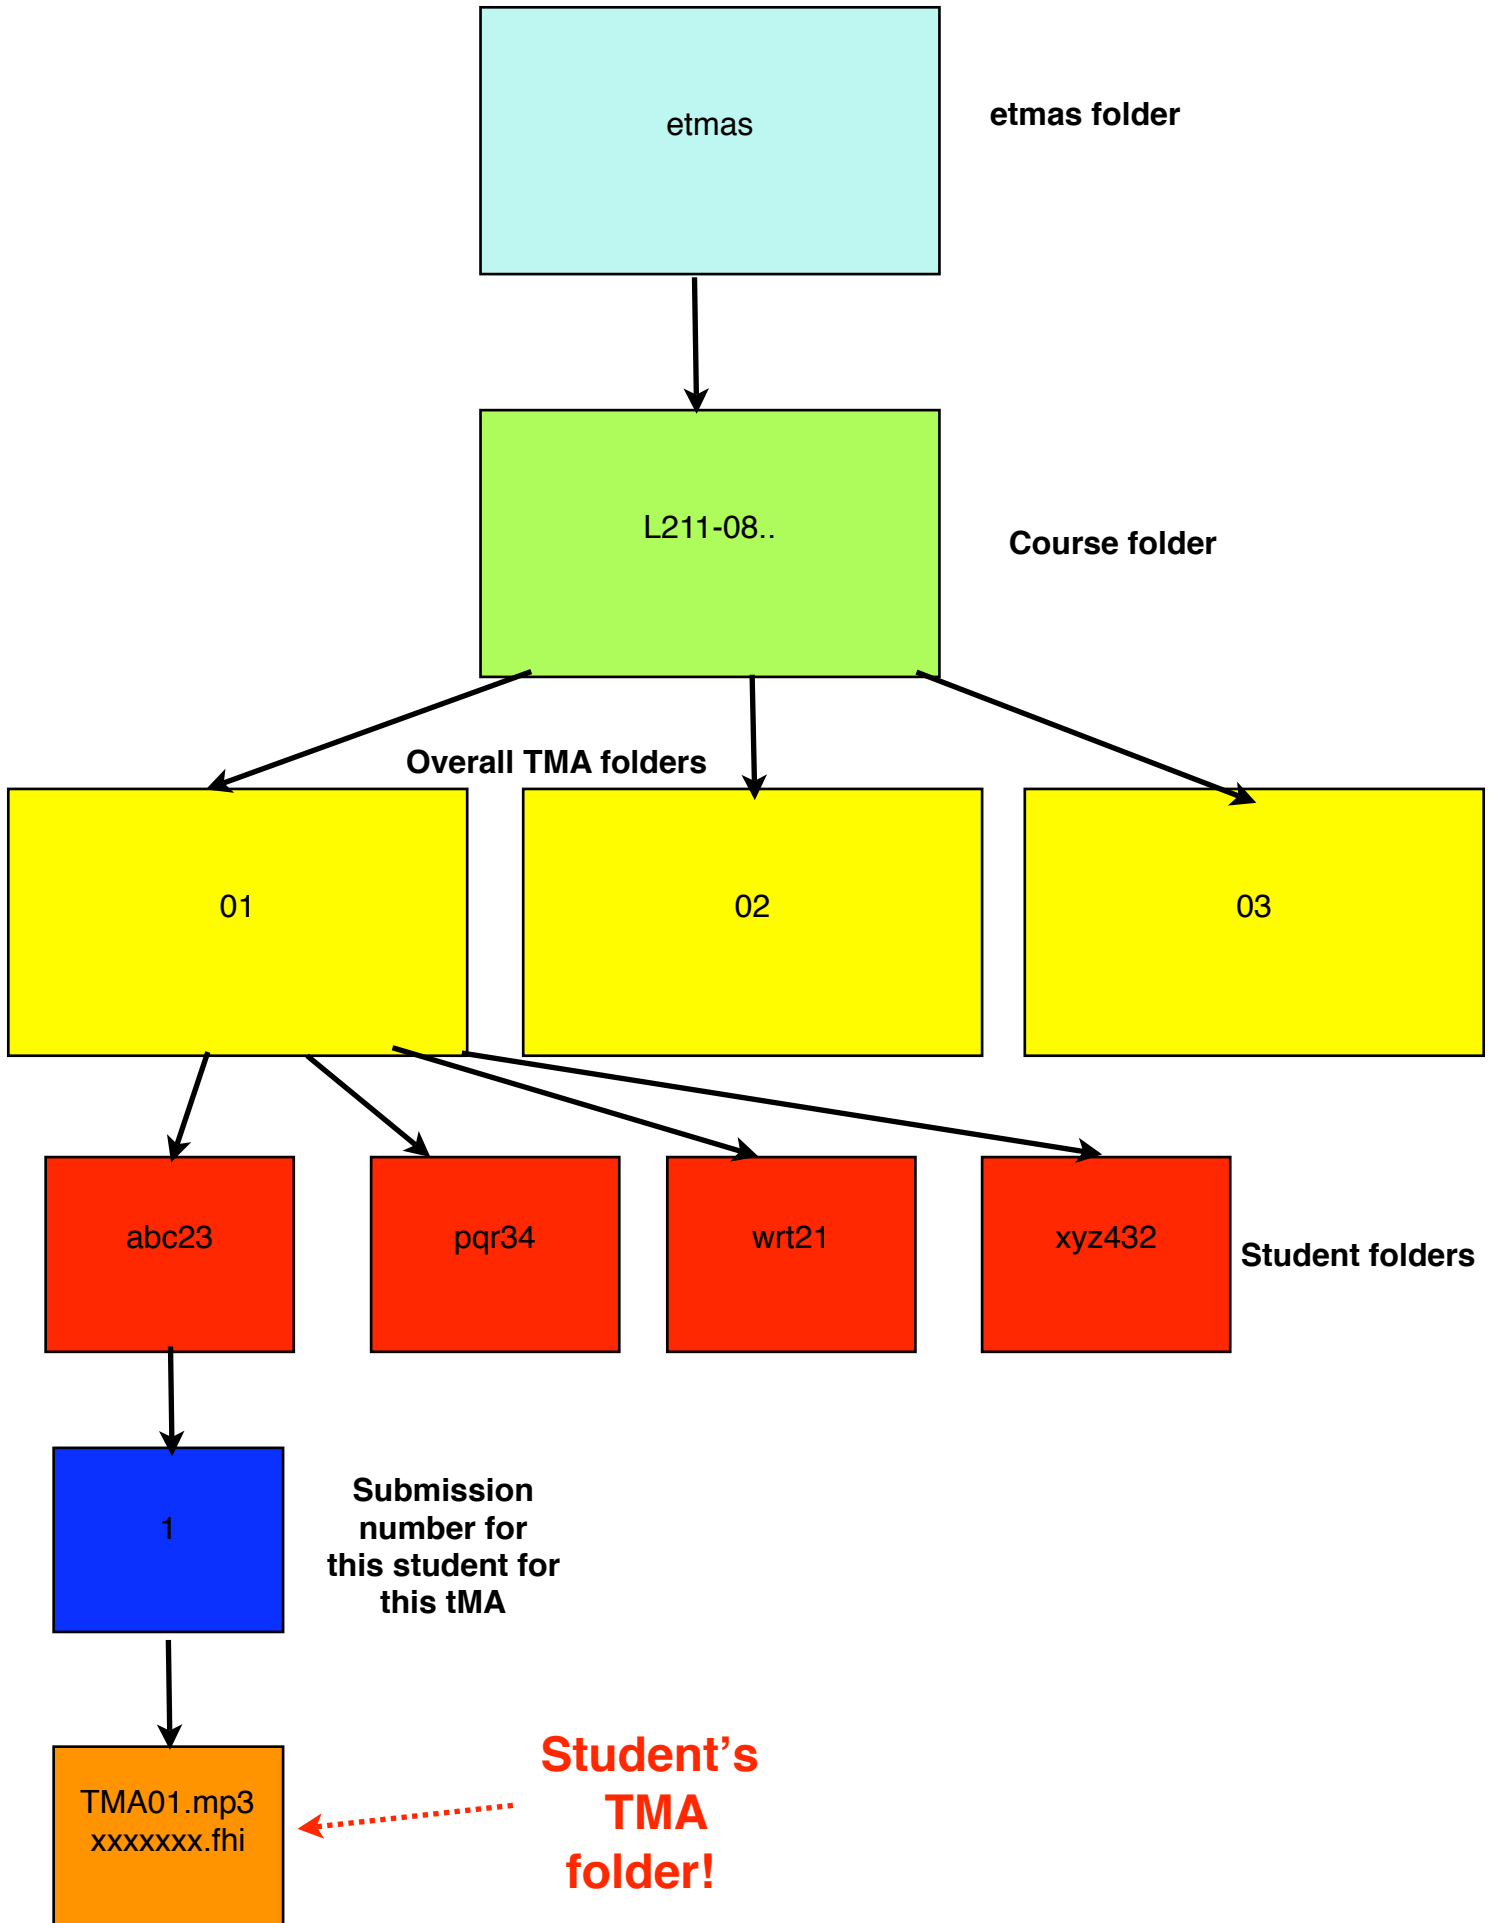 etmas
etmas folder
L211-08..
Course folder
Overall TMA folders
01
02
03
abc23
pqr34
wrt21
xyz432
Student folders
1
Submission
number for
this student for
this tMA
TMA01.mp3
xxxxxxx.fhi
Student’s
TMA
folder!